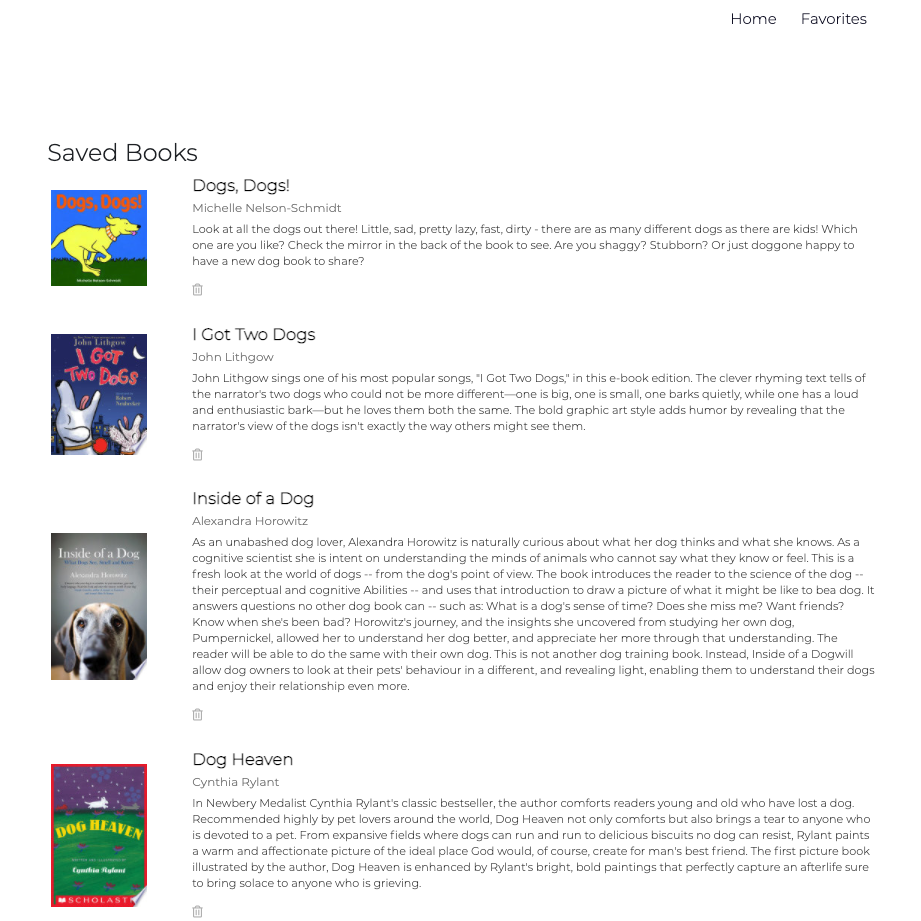 Home Favorites
Saved Books
Dogs, Dogs!
Dogs, Dogs!
Michelle Nelson-Schmidt
Michelle Nelson-Schmidt
Look at all the dogs out there! Little, sad, pretty lazy, fast, dirty - there are as many different dogs as there are kids! Which
one are you like? Check the mirror in the back of the book to see. Are you shaggy? Stubborn? Or just doggone happy to
have a new dog book to share?
John Lithgow
I GOT
TWO DOGS
I Got Two Dogs
John Lithgow
John Lithgow sings one of his most popular songs, "I Got Two Dogs," in this e-book edition. The clever rhyming text tells of
the narrator's two dogs who could not be more different—one is big, one is small, one barks quietly, while one has a loud
and enthusiastic bark—but he loves them both the same. The bold graphic art style adds humor by revealing that the
narrator's view of the dogs isn't exactly the way others might see them.
Inside of a Dog
What Dogs See, Smell, and Know
Alexandra Horowitz
Inside of a Dog
Alexandra Horowitz
As an unabashed dog lover, Alexandra Horowitz is naturally curious about what her dog thinks and what she knows. As a
cognitive scientist she is intent on understanding the minds of animals who cannot say what they know or feel. This is a
fresh look at the world of dogs -- from the dog's point of view. The book introduces the reader to the science of the dog --
their perceptual and cognitive Abilities -- and uses that introduction to draw a picture of what it might be like to bea dog. It
answers questions no other dog book can -- such as: What is a dog's sense of time? Does she miss me? Want friends?
Know when she's been bad? Horowitz's journey, and the insights she uncovered from studying her own dog,
Pumpernickel, allowed her to understand her dog better, and appreciate her more through that understanding. The
reader will be able to do the same with their own dog. This is not another dog training book. Instead, Inside of a Dogwill
allow dog owners to look at their pets' behaviour in a different, and revealing light, enabling them to understand their dogs
and enjoy their relationship even more.
DOG HEAVEN
Cynthia Rylant
SCHOLAST
Dog Heaven
Cynthia Rylant
In Newbery Medalist Cynthia Rylant's classic bestseller, the author comforts readers young and old who have lost a dog.
Recommended highly by pet lovers around the world, Dog Heaven not only comforts but also brings a tear to anyone who
is devoted to a pet. From expansive fields where dogs can run and run to delicious biscuits no dog can resist, Rylant paints
a warm and affectionate picture of the ideal place God would, of course, create for man's best friend. The first picture book
illustrated by the author, Dog Heaven is enhanced by Rylant's bright, bold paintings that perfectly capture an afterlife sure
to bring solace to anyone who is grieving.